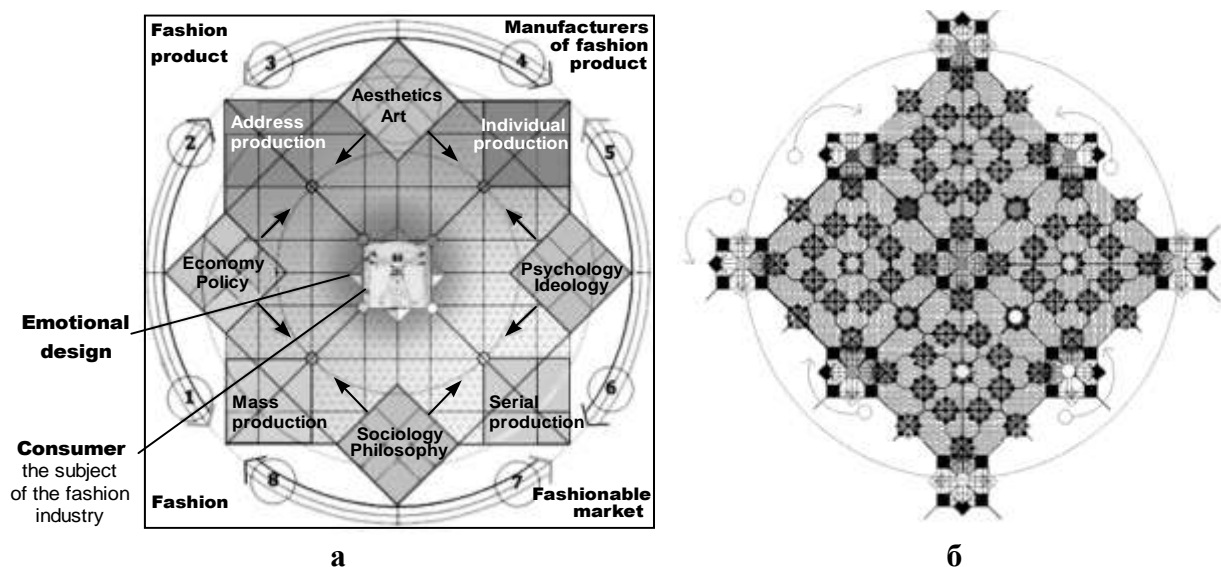 Fashion
product
Manufacturers
of fashion
product
3
4
Aesthetics
Art
Address
production
Individual
production
2
5
Economy
Policy
Psychology
Ideology
Emotional
design
1
6
Mass
production
Serial
production
Sociology
Philosophy
Consumer
the subject
of the fashion
industry
8
7
Fashion
Fashionable
market
а
б